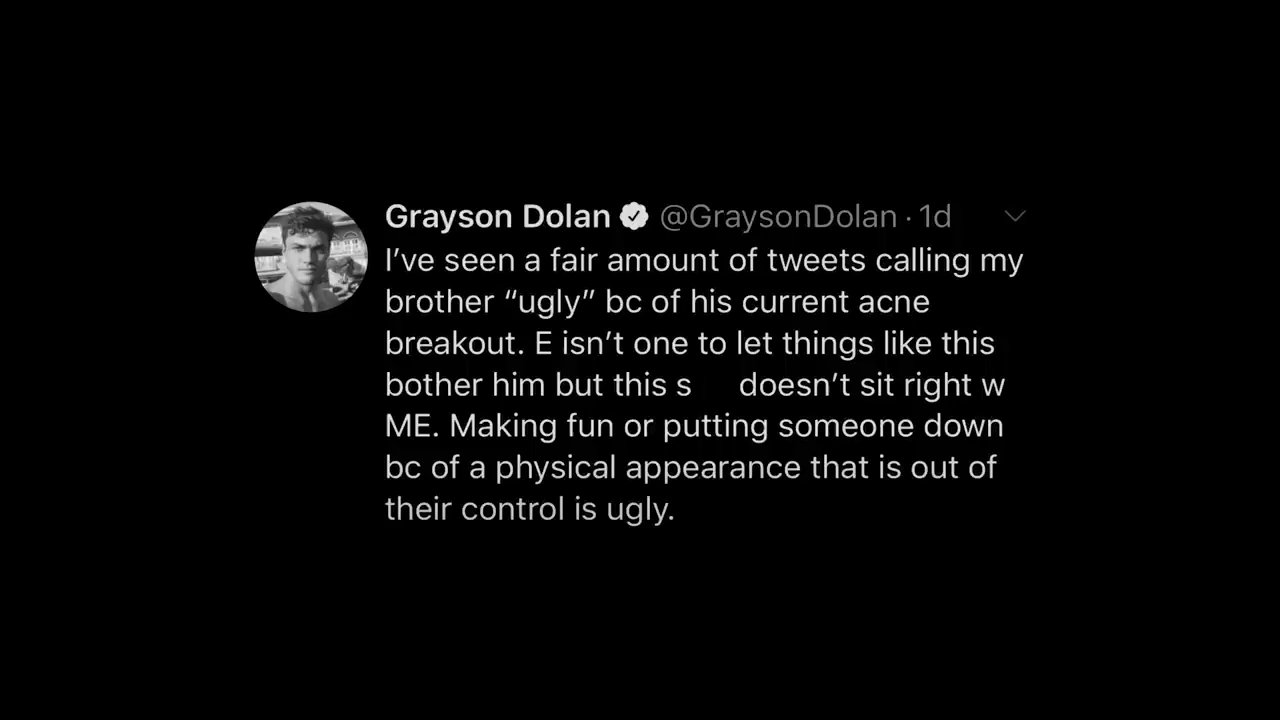 Grayson Dolan @GraysonDolan · 1d
I’ve seen a fair amount of tweets calling my
brother “ugly” bc of his current acne
breakout. E isn’t one to let things like this
bother him but this s doesn’t sit right w
ME. Making fun or putting someone down
bc of a physical appearance that is out of
their control is ugly.